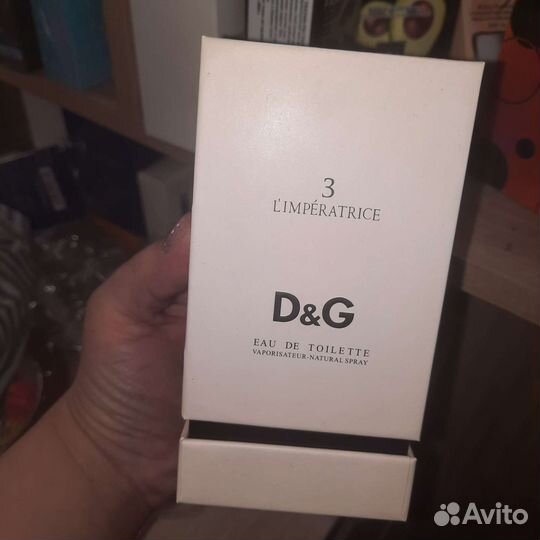 3
L'IMPÉRATRICE
D&G
EAU DE TOILETTE
VAPORISATEUR-NATURAL SPRAY
Avito